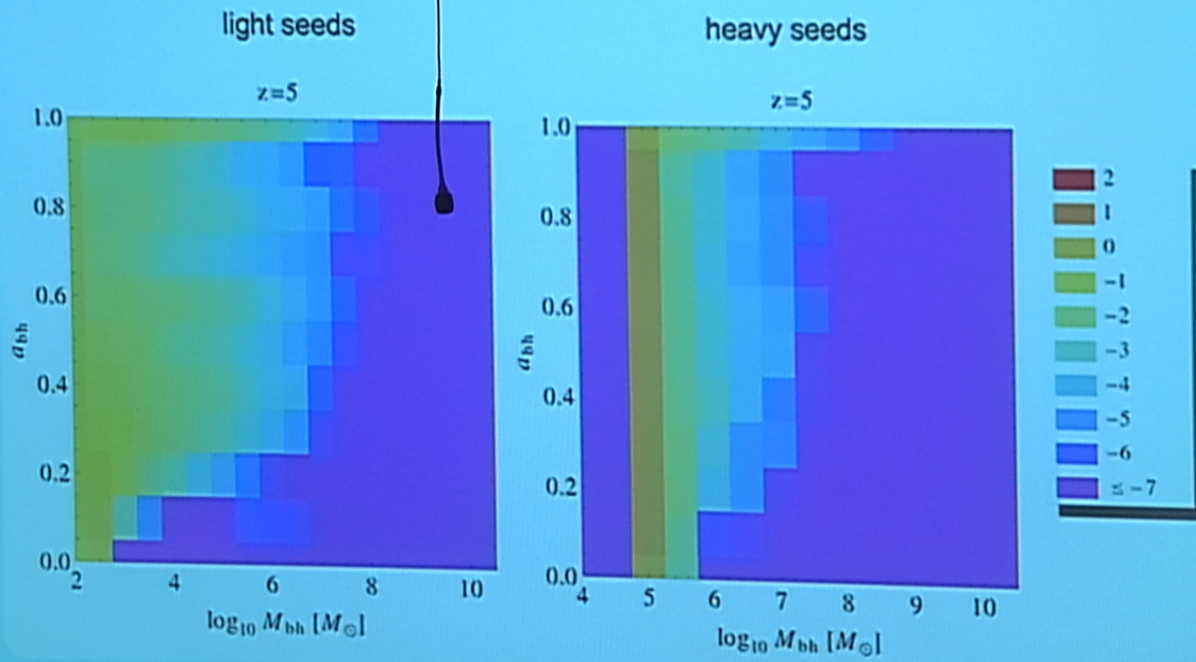 light seeds
z=5
1.0
0.8
0.6
0.4
0.2
0.0
a_bh
2 4 6 8 10
log₁₀ M_bh [M_⊙]
heavy seeds
z=5
1.0
0.8
0.6
0.4
0.2
0.0
a_bh
4 5 6 7 8 9 10
log₁₀ M_bh [M_⊙]
2
1
0
−1
−2
−3
−4
−5
−6
≤ −7